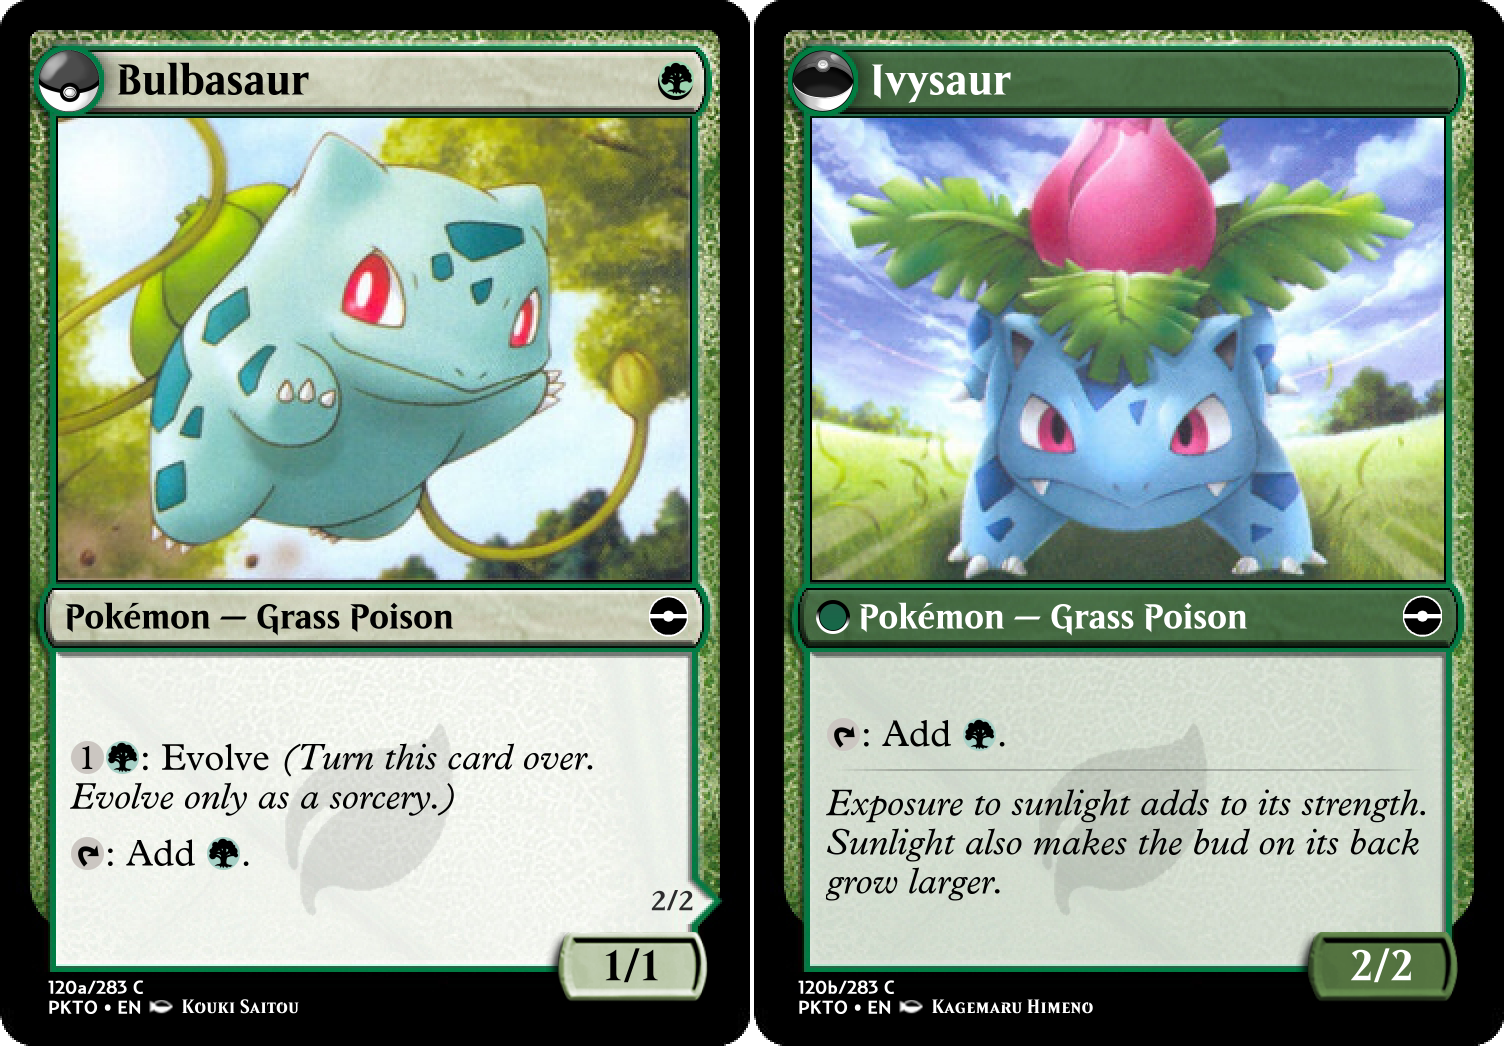 Bulbasaur
Pokémon — Grass Poison
1: Evolve (Turn this card over.
Evolve only as a sorcery.)
: Add .
2/2
1/1
120a/283 C
PKTO • EN Kouki Saitou
Ivysaur
Pokémon — Grass Poison
: Add .
Exposure to sunlight adds to its strength.
Sunlight also makes the bud on its back
grow larger.
2/2
120b/283 C
PKTO • EN Kagemaru Himeno